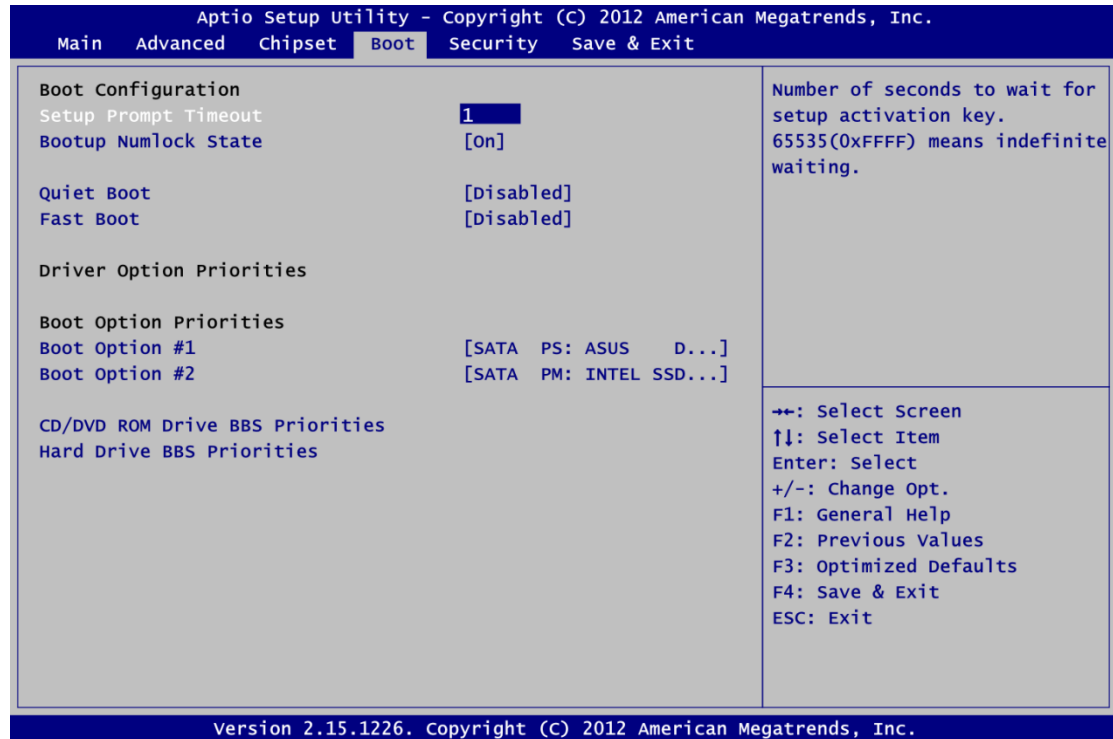 Aptio Setup Utility - Copyright (C) 2012 American Megatrends, Inc.
Main Advanced Chipset Boot Security Save & Exit
Boot Configuration
Setup Prompt Timeout 1
Bootup Numlock State [On]
Quiet Boot [Disabled]
Fast Boot [Disabled]
Driver Option Priorities
Boot Option Priorities
Boot Option #1 [SATA PS: ASUS D...]
Boot Option #2 [SATA PM: INTEL SSD...]
CD/DVD ROM Drive BBS Priorities
Hard Drive BBS Priorities
Number of seconds to wait for
setup activation key.
65535(0xFFFF) means indefinite
waiting.
→←: Select Screen
↑↓: Select Item
Enter: Select
+/-: Change Opt.
F1: General Help
F2: Previous Values
F3: Optimized Defaults
F4: Save & Exit
ESC: Exit
Version 2.15.1226. Copyright (C) 2012 American Megatrends, Inc.